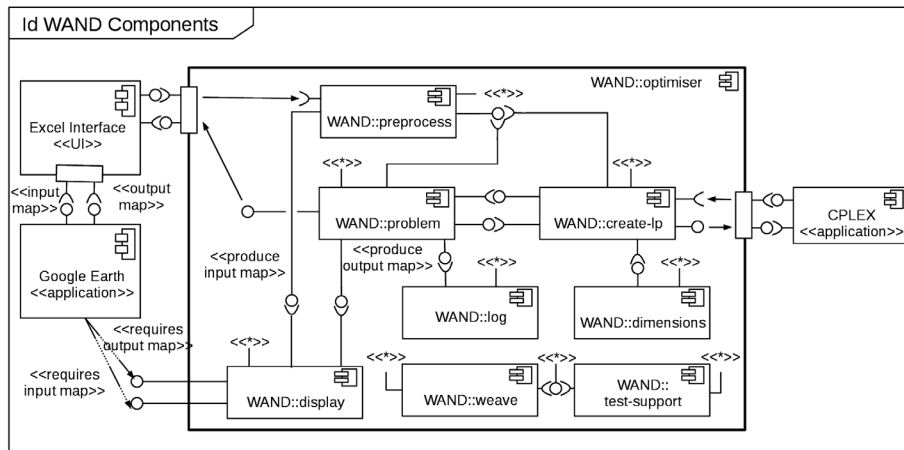 Id WAND Components
WAND::optimiser
Excel Interface
<<UI>>
WAND::preprocess
<<*>>
<<input
map>>
<<output
map>>
<<*>>
<<*>>
WAND::problem
WAND::create-lp
CPLEX
<<application>>
Google Earth
<<application>>
<<produce
input map>>
<<produce
output map>>
<<*>>
<<*>>
WAND::log
WAND::dimensions
<<requires
output map>>
<<*>>
<<requires
input map>>
WAND::display
<<*>>
<<*>>
<<*>>
WAND::weave
WAND::
test-support